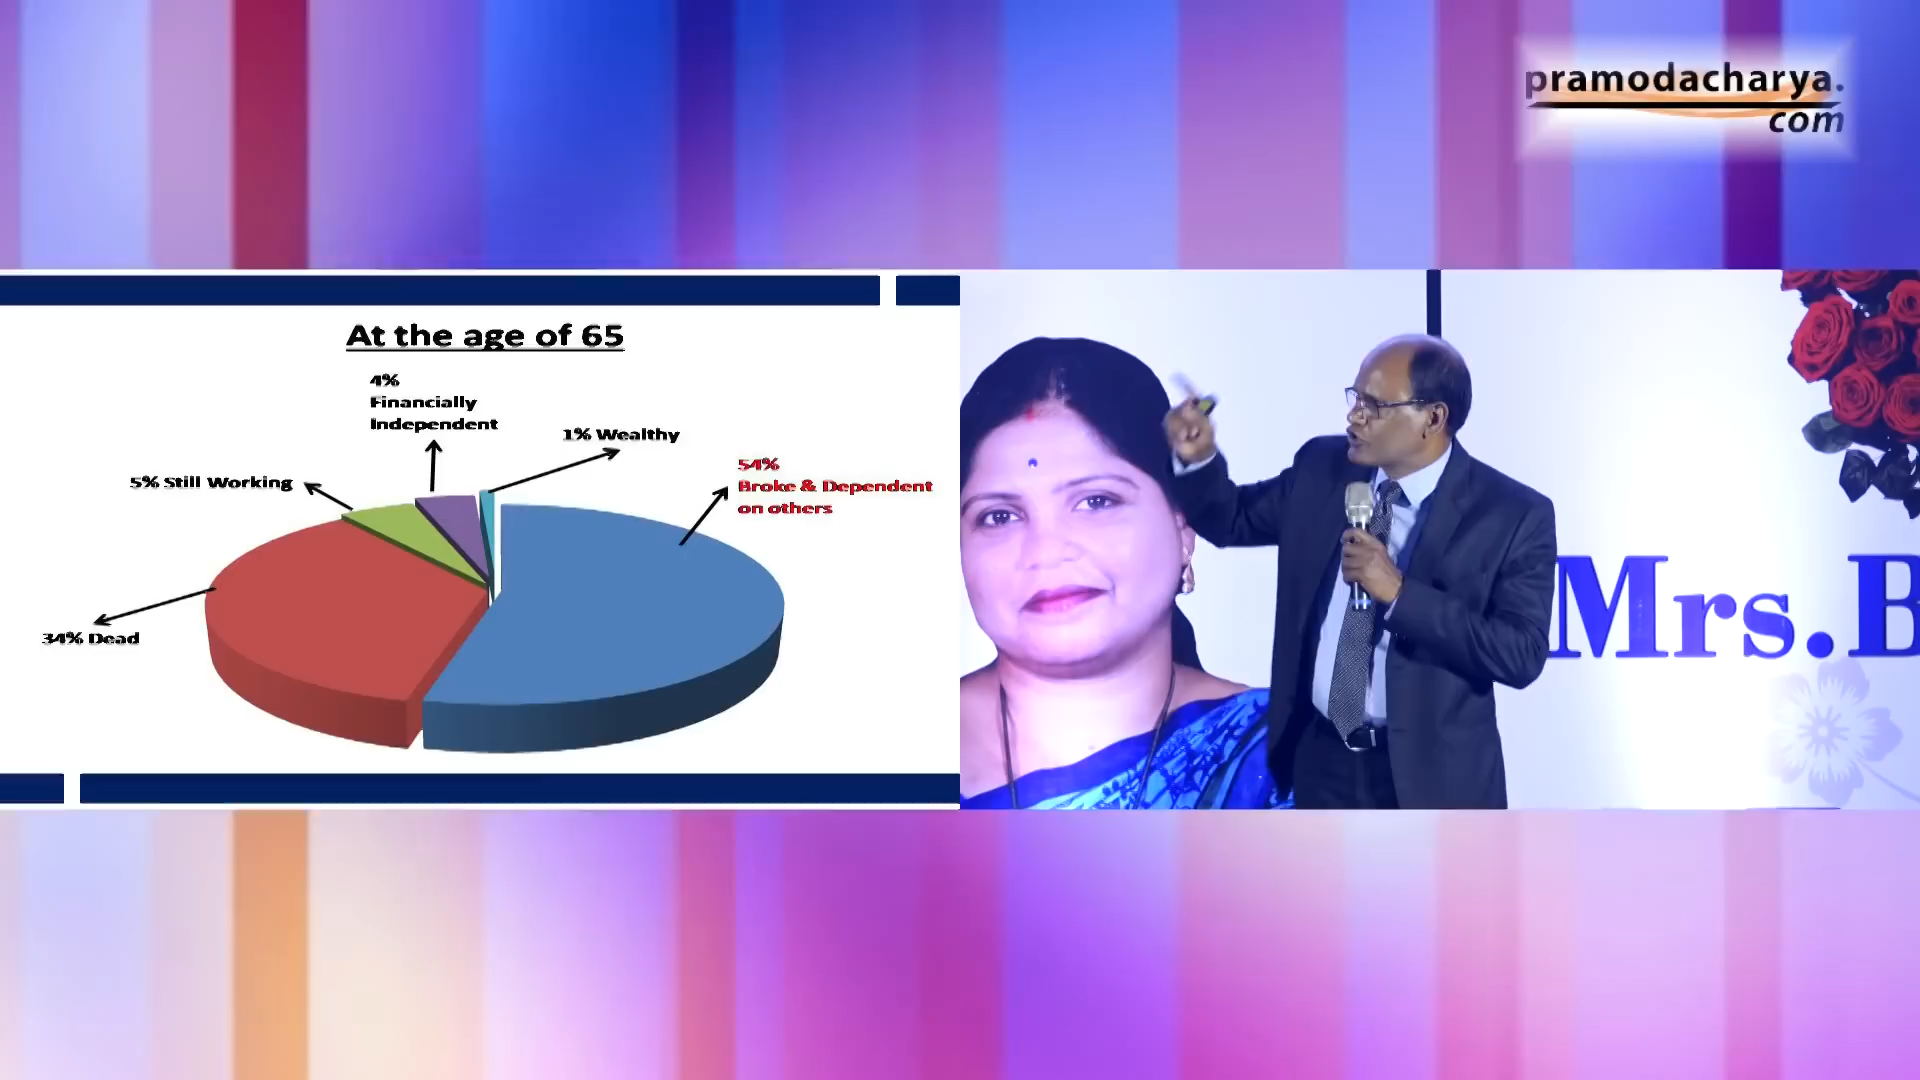 pramodacharya.
com
At the age of 65
4%
Financially
Independent
1% Wealthy
54%
Broke & Dependent
on others
5% Still Working
34% Dead
Mrs.B